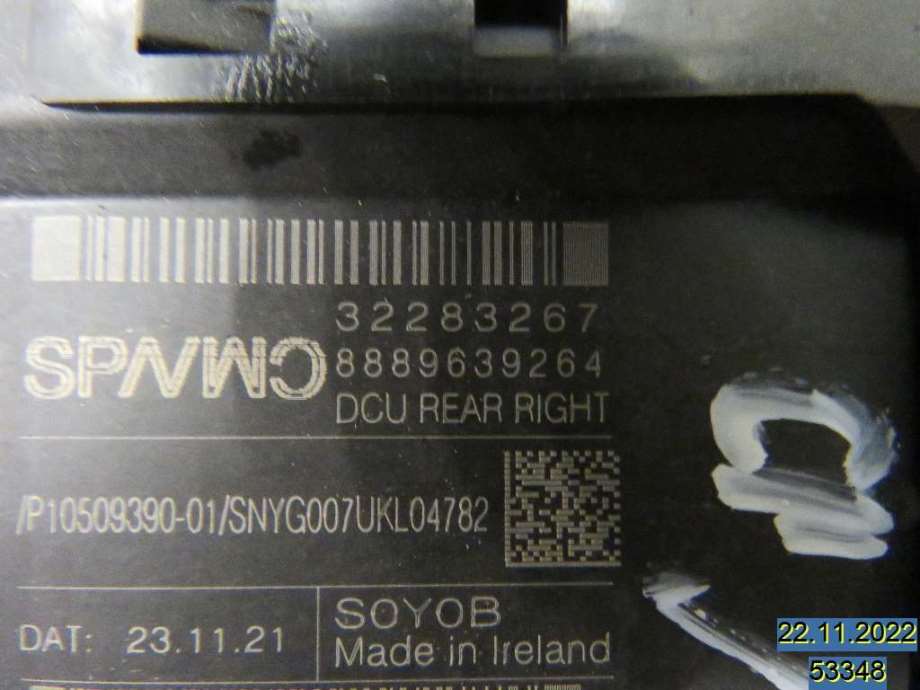 32283267
SPA/WMC
8889639264
DCU REAR RIGHT
/P10509390-01/SNYG007UKL04782
DAT: 23.11.21
SOYOB
Made in Ireland
22.11.2022
53348